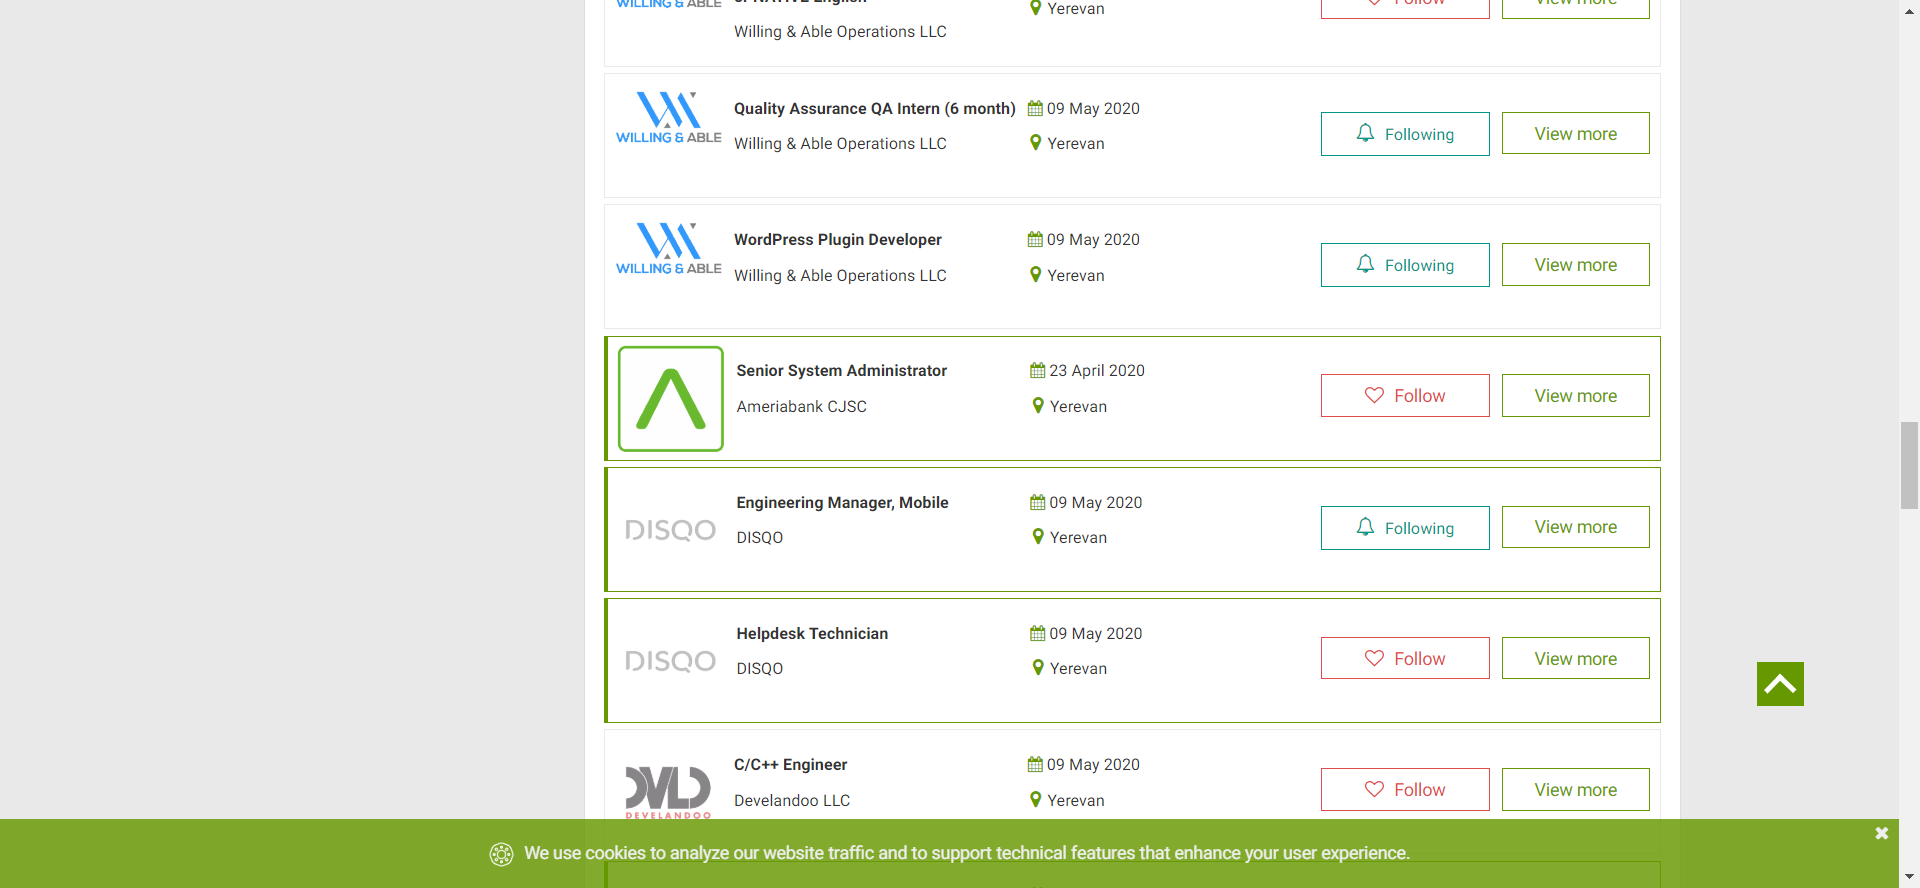 WILLING & ABLE
Yerevan
Follow
View more
Willing & Able Operations LLC
WILLING & ABLE
Quality Assurance QA Intern (6 month)
09 May 2020
Willing & Able Operations LLC
Yerevan
Following
View more
WILLING & ABLE
WordPress Plugin Developer
09 May 2020
Willing & Able Operations LLC
Yerevan
Following
View more
Senior System Administrator
23 April 2020
Ameriabank CJSC
Yerevan
Follow
View more
DISQO
Engineering Manager, Mobile
09 May 2020
DISQO
Yerevan
Following
View more
DISQO
Helpdesk Technician
09 May 2020
DISQO
Yerevan
Follow
View more
DVLD
DEVELANDOO
C/C++ Engineer
09 May 2020
Develandoo LLC
Yerevan
Follow
View more
We use cookies to analyze our website traffic and to support technical features that enhance your user experience.